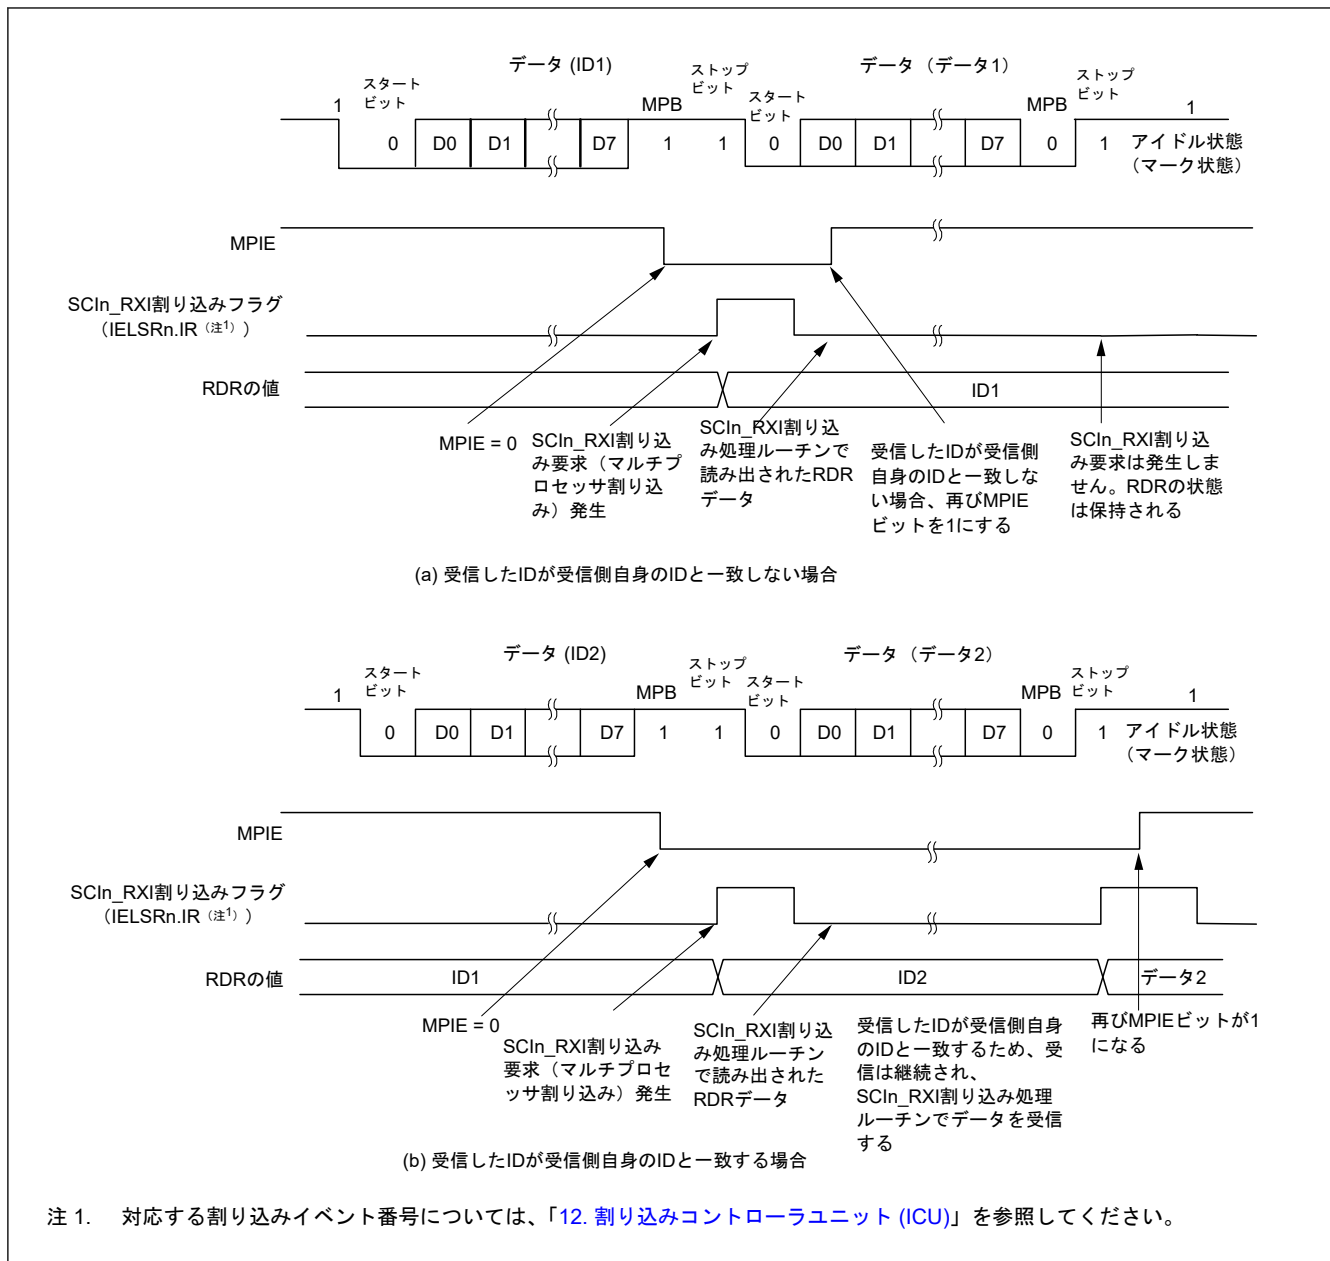 データ (ID1)
データ（データ1）
スタート
ビット
ストップ
ビット
スタート
ビット
ストップ
ビット
1
MPB
MPB
1
0 D0 D1 D7 1 1 0 D0 D1 D7 0 1 アイドル状態
（マーク状態）
MPIE
SCIn_RXI割り込みフラグ
（IELSRn.IR（注1））
RDRの値
ID1
MPIE = 0
SCIn_RXI割り込
み要求（マルチプ
ロセッサ割り込
み）発生
SCIn_RXI割り込
み処理ルーチンで
読み出されたRDR
データ
受信したIDが受信側
自身のIDと一致しな
い場合、再びMPIE
ビットを1にする
SCIn_RXI割り込
み要求は発生しま
せん。RDRの状態
は保持される
(a) 受信したIDが受信側自身のIDと一致しない場合
データ (ID2)
データ（データ2）
スタート
ビット
ストップ
ビット
スタート
ビット
ストップ
ビット
1
MPB
MPB
1
0 D0 D1 D7 1 1 0 D0 D1 D7 0 1 アイドル状態
（マーク状態）
MPIE
SCIn_RXI割り込みフラグ
（IELSRn.IR（注1））
RDRの値
ID1
ID2
データ2
MPIE = 0
SCIn_RXI割り込み
要求（マルチプロセ
ッサ割り込み）発生
SCIn_RXI割り込
み処理ルーチン
で読み出された
RDRデータ
受信したIDが受信側自身
のIDと一致するため、受
信は継続され、
SCIn_RXI割り込み処理
ルーチンでデータを受信
する
再びMPIEビットが1
になる
(b) 受信したIDが受信側自身のIDと一致する場合
注 1. 対応する割り込みイベント番号については、「12. 割り込みコントローラユニット (ICU)」を参照してください。